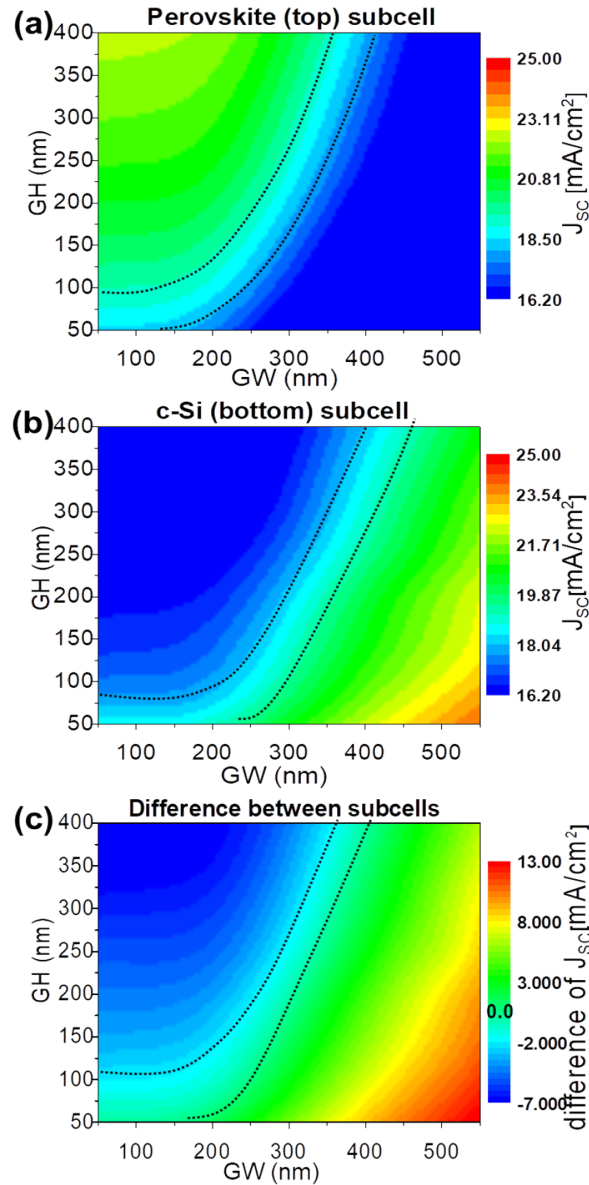 (a) Perovskite (top) subcell
400
350
300
250
200
150
100
50
GH (nm)
100 200 300 400 500
GW (nm)
25.00
23.11
20.81
18.50
16.20
J_SC [mA/cm²]
(b) c-Si (bottom) subcell
400
350
300
250
200
150
100
50
GH (nm)
100 200 300 400 500
GW (nm)
25.00
23.54
21.71
19.87
18.04
16.20
J_SC[mA/cm²]
(c) Difference between subcells
400
350
300
250
200
150
100
50
GH (nm)
100 200 300 400 500
GW (nm)
13.00
8.000
3.000
0.0
-2.000
-7.000
difference of J_SC[mA/cm²]